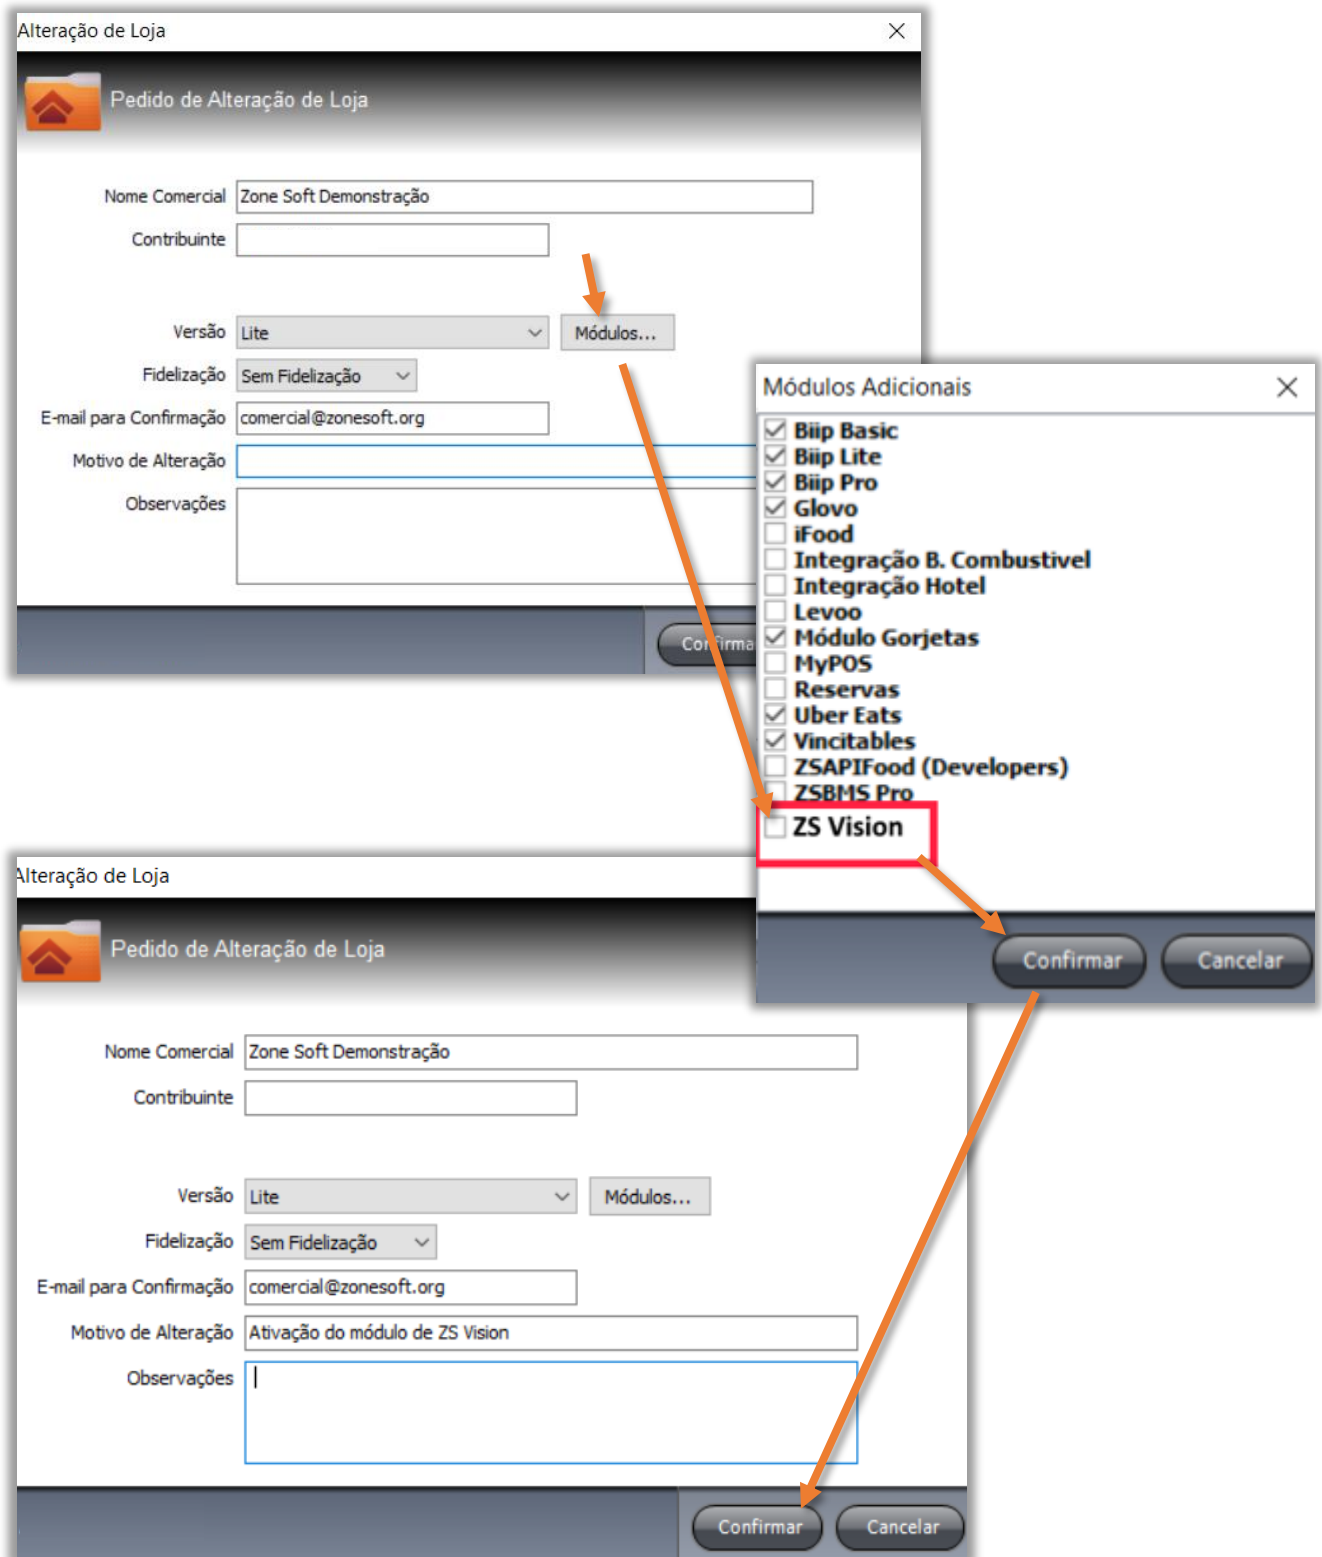 Alteração de Loja
Pedido de Alteração de Loja
Nome Comercial Zone Soft Demonstração
Contribuinte
Versão Lite Módulos...
Fidelização Sem Fidelização
E-mail para Confirmação comercial@zonesoft.org
Motivo de Alteração
Observações
Confirma
Módulos Adicionais
Biip Basic
Biip Lite
Biip Pro
Glovo
iFood
Integração B. Combustivel
Integração Hotel
Levoo
Módulo Gorjetas
MyPOS
Reservas
Uber Eats
Vincitables
ZSAPIFood (Developers)
ZSBMS Pro
ZS Vision
Confirmar Cancelar
Alteração de Loja
Pedido de Alteração de Loja
Nome Comercial Zone Soft Demonstração
Contribuinte
Versão Lite Módulos...
Fidelização Sem Fidelização
E-mail para Confirmação comercial@zonesoft.org
Motivo de Alteração Ativação do módulo de ZS Vision
Observações
Confirmar Cancelar